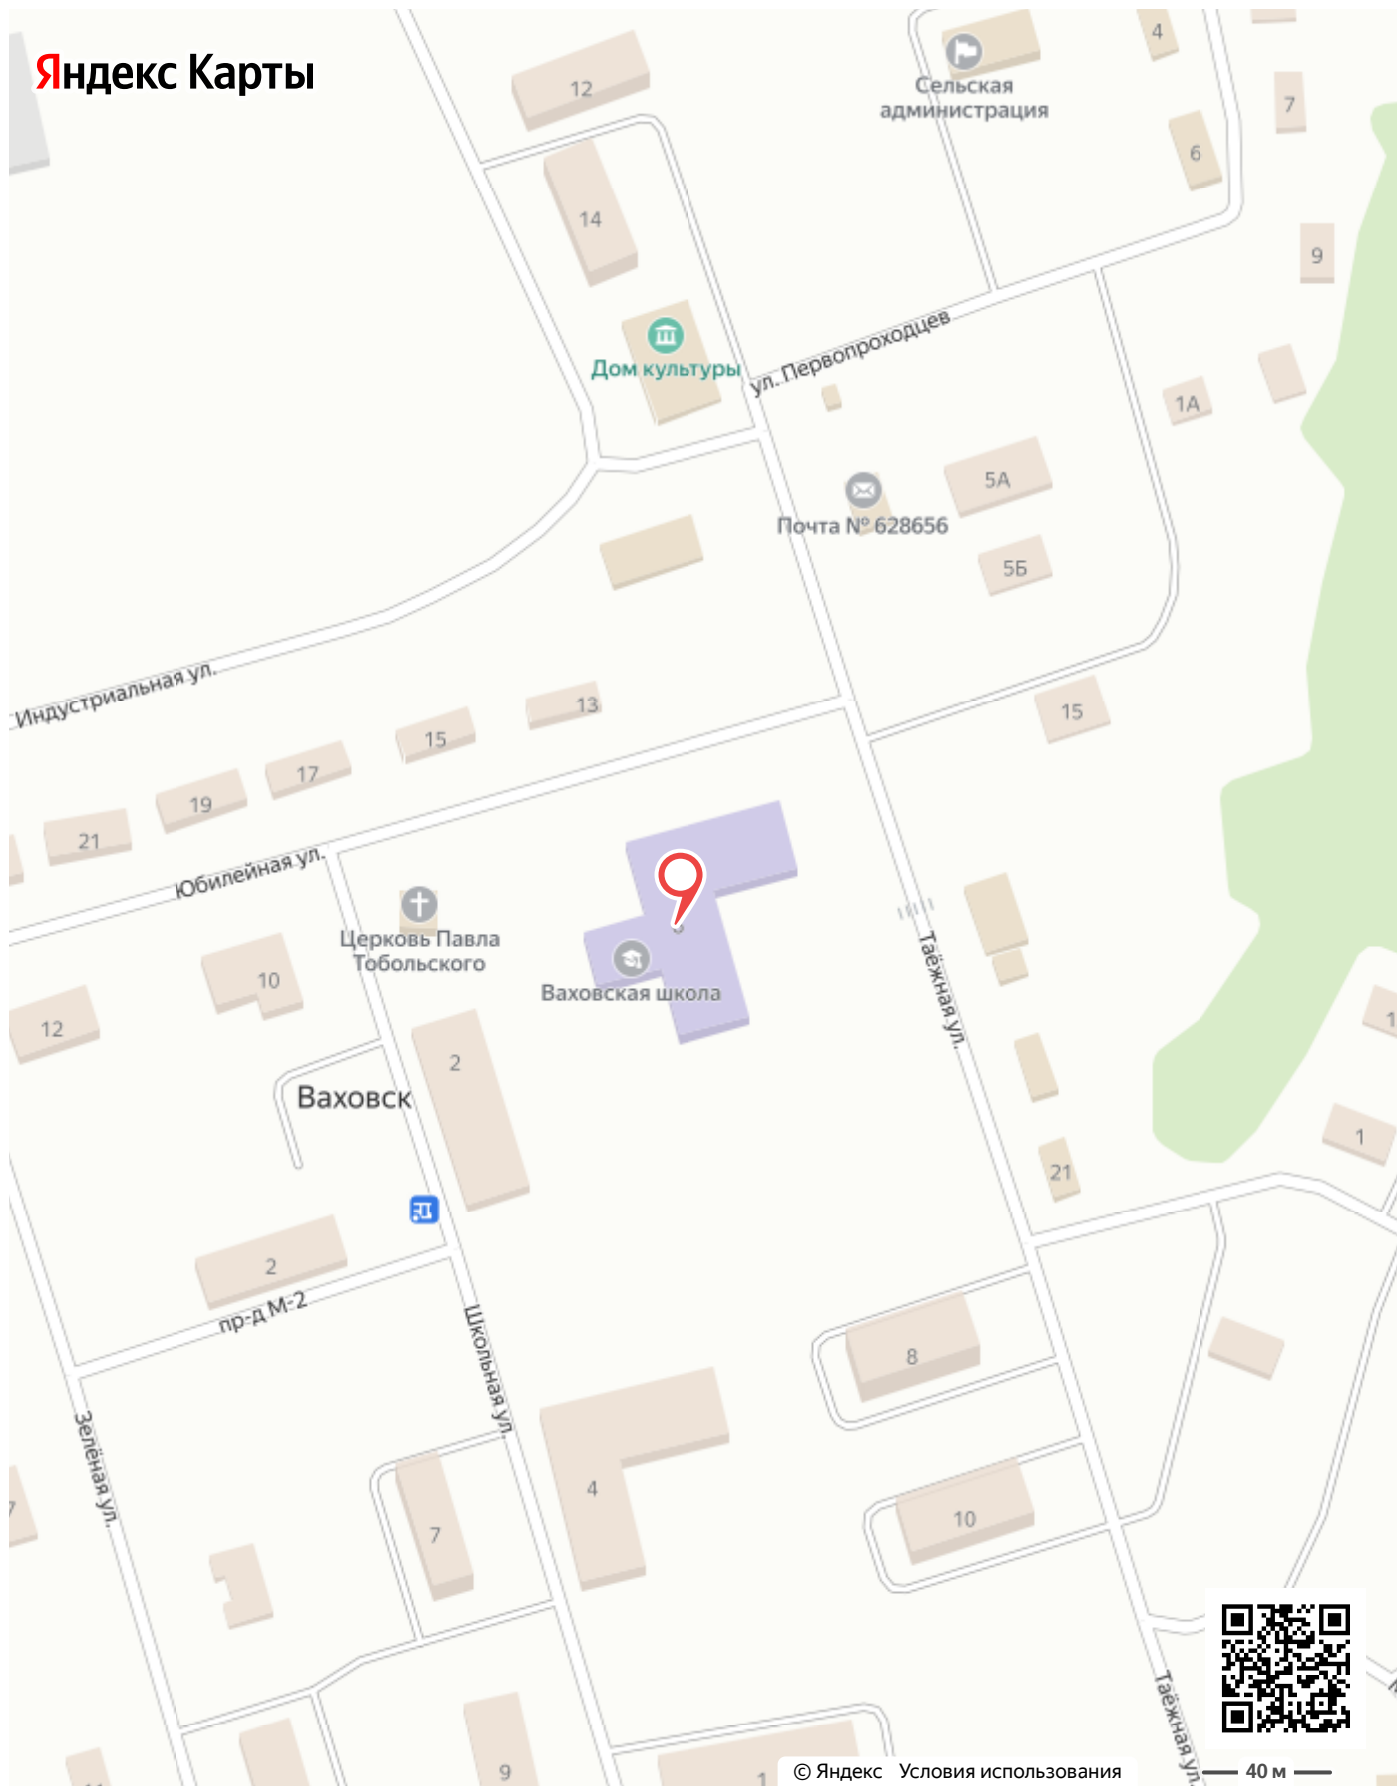 Яндекс Карты
12
Сельская
администрация
4
7
6
14
9
Дом культуры
ул. Первопроходцев
1А
5А
Почта № 628656
5Б
Индустриальная ул.
13
15
15
17
19
21
Юбилейная ул.
Церковь Павла
Тобольского
Ваховская школа
Таёжная ул.
10
12
1
2
Ваховск
1
21
2
пр-д М-2
Школьная ул.
8
Зелёная ул.
4
7
10
7
Таёжная ул.
9
1
© Яндекс Условия использования
40 м